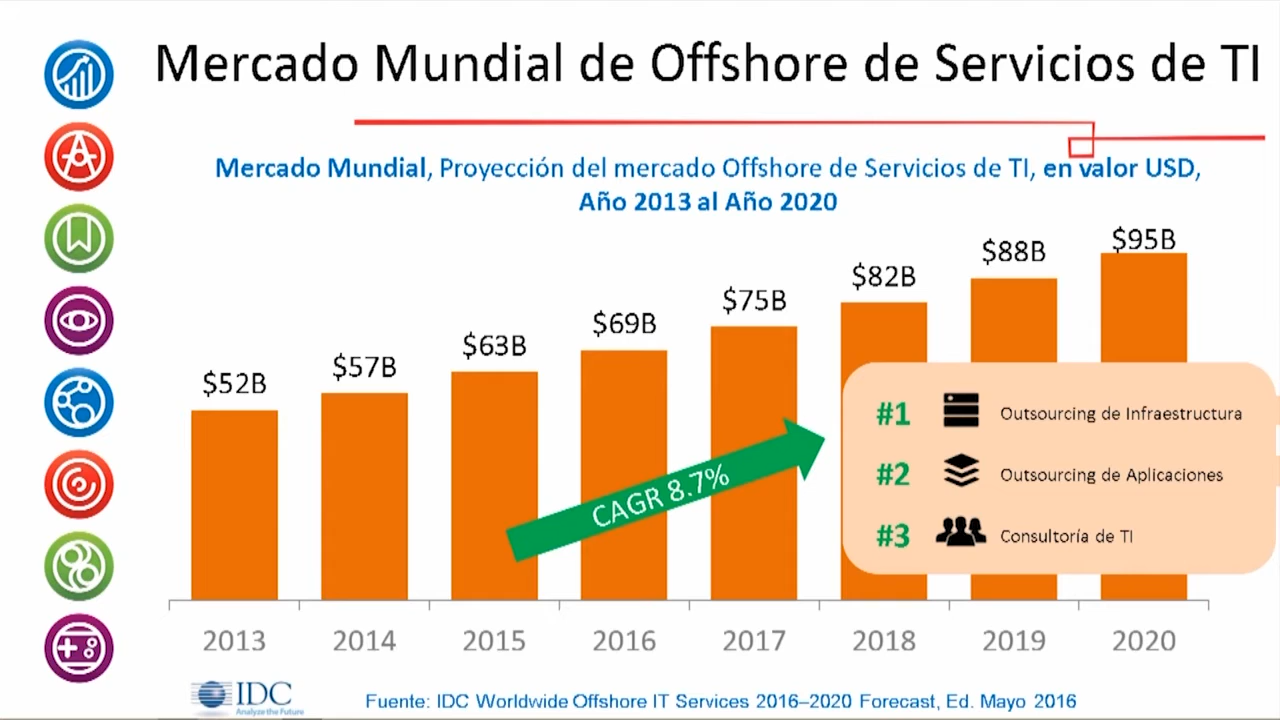 Mercado Mundial de Offshore de Servicios de TI
Mercado Mundial, Proyección del mercado Offshore de Servicios de TI, en valor USD,
Año 2013 al Año 2020
$52B
$57B
$63B
$69B
$75B
$82B
$88B
$95B
CAGR 8.7%
#1 Outsourcing de Infraestructura
#2 Outsourcing de Aplicaciones
#3 Consultoría de TI
2013 2014 2015 2016 2017 2018 2019 2020
IDC
Analyze the Future
Fuente: IDC Worldwide Offshore IT Services 2016–2020 Forecast, Ed. Mayo 2016